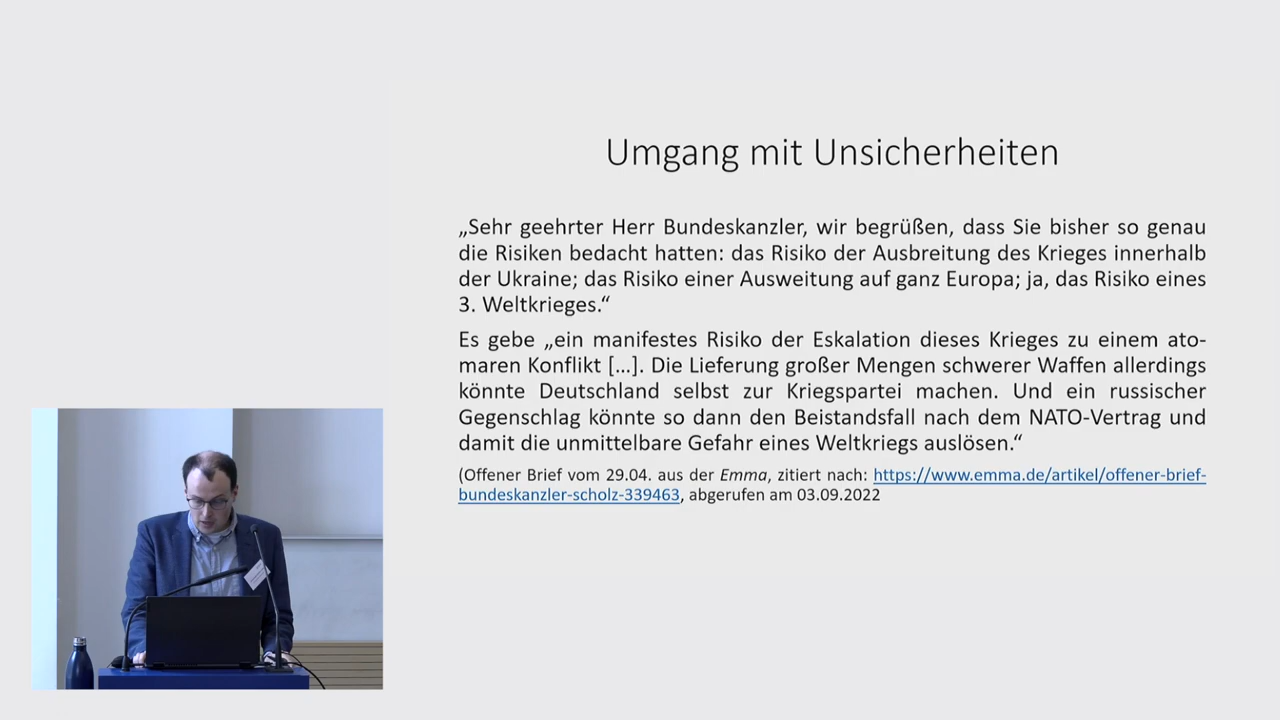 Umgang mit Unsicherheiten
„Sehr geehrter Herr Bundeskanzler, wir begrüßen, dass Sie bisher so genau
die Risiken bedacht hatten: das Risiko der Ausbreitung des Krieges innerhalb
der Ukraine; das Risiko einer Ausweitung auf ganz Europa; ja, das Risiko eines
3. Weltkrieges.“
Es gebe „ein manifestes Risiko der Eskalation dieses Krieges zu einem ato-
maren Konflikt [...]. Die Lieferung großer Mengen schwerer Waffen allerdings
könnte Deutschland selbst zur Kriegspartei machen. Und ein russischer
Gegenschlag könnte so dann den Beistandsfall nach dem NATO-Vertrag und
damit die unmittelbare Gefahr eines Weltkriegs auslösen.“
(Offener Brief vom 29.04. aus der Emma, zitiert nach: https://www.emma.de/artikel/offener-brief-
bundeskanzler-scholz-339463, abgerufen am 03.09.2022